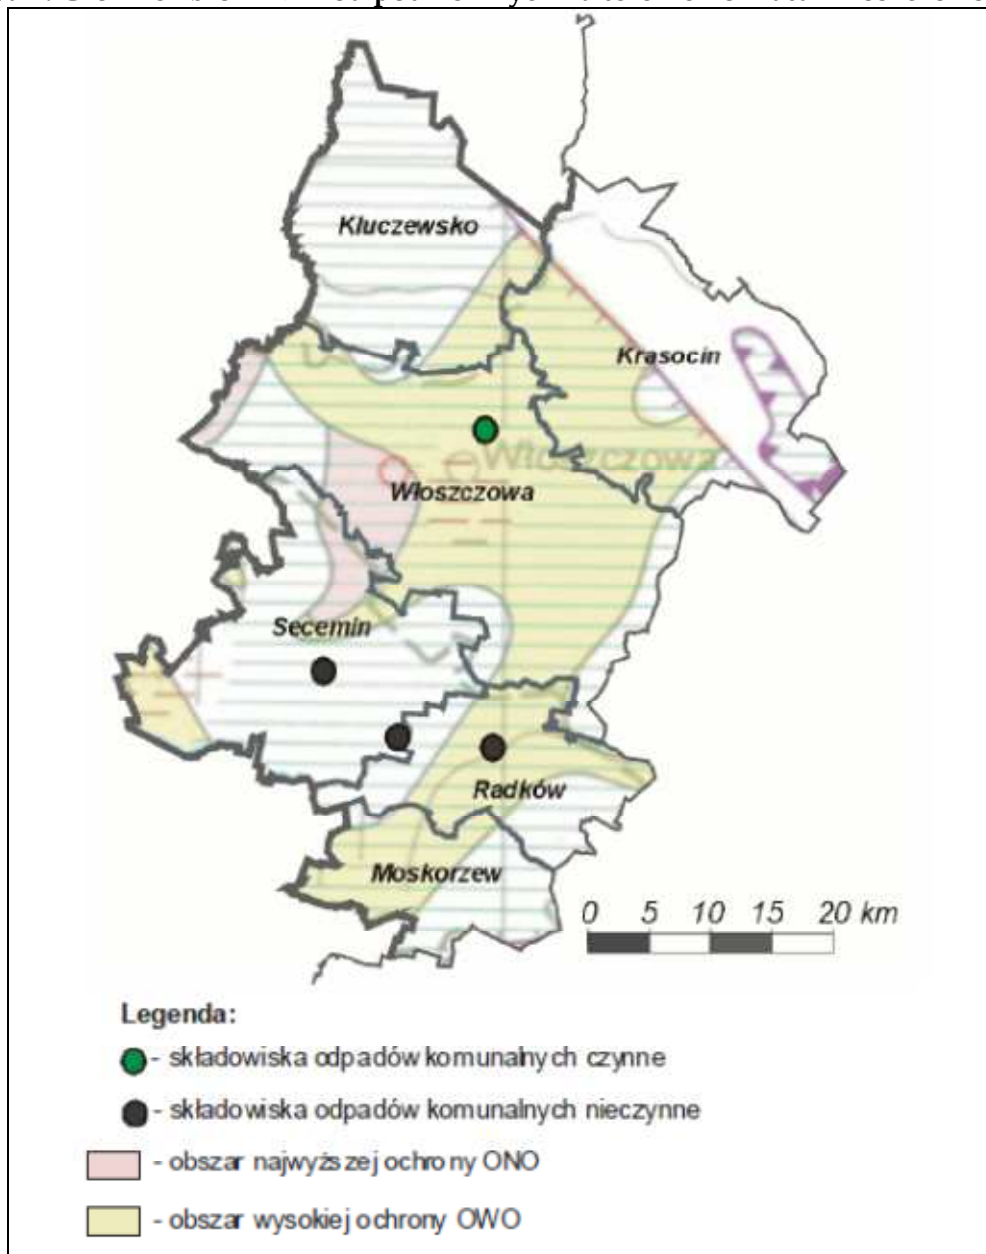 Kluczewsko
Krasocin
Włoszczowa
Włoszczowa
Secemin
Radków
Moskorzew
0 5 10 15 20 km
Legenda:
- składowiska odpadów komunalnych czynne
- składowiska odpadów komunalnych nieczynne
- obszar najwyższej ochrony ONO
- obszar wysokiej ochrony OWO